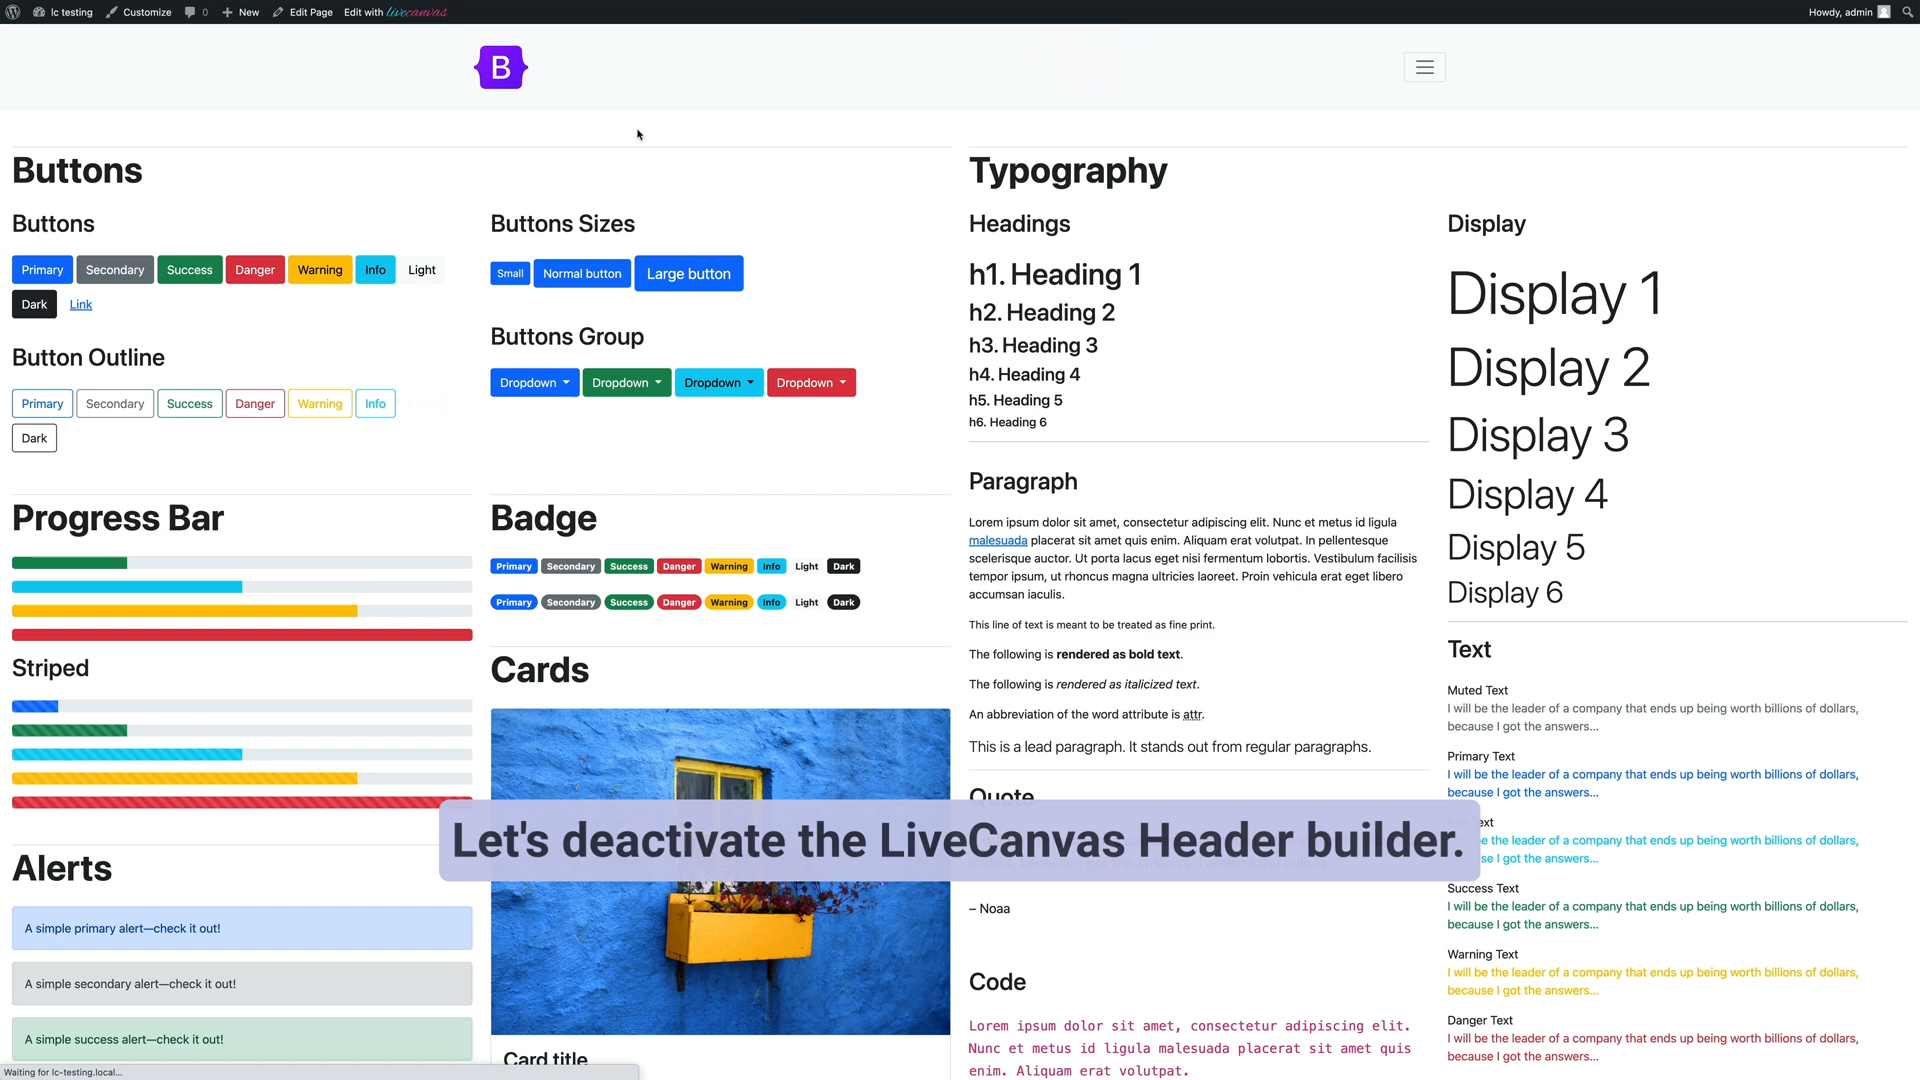 lc testing
Customize
0
New
Edit Page
Edit with livecanvas
Howdy, admin
B
Buttons
Buttons
Primary
Secondary
Success
Danger
Warning
Info
Light
Dark
Link
Button Outline
Primary
Secondary
Success
Danger
Warning
Info
Dark
Buttons Sizes
Small
Normal button
Large button
Buttons Group
Dropdown
Dropdown
Dropdown
Dropdown
Progress Bar
Striped
Badge
Primary Secondary Success Danger Warning Info Light Dark
Primary Secondary Success Danger Warning Info Light Dark
Cards
Card title
Alerts
A simple primary alert—check it out!
A simple secondary alert—check it out!
A simple success alert—check it out!
Typography
Headings
h1. Heading 1
h2. Heading 2
h3. Heading 3
h4. Heading 4
h5. Heading 5
h6. Heading 6
Paragraph
Lorem ipsum dolor sit amet, consectetur adipiscing elit. Nunc et metus id ligula
malesuada placerat sit amet quis enim. Aliquam erat volutpat. In pellentesque
scelerisque auctor. Ut porta lacus eget nisi fermentum lobortis. Vestibulum facilisis
tempor ipsum, ut rhoncus magna ultricies laoreet. Proin vehicula erat eget libero
accumsan iaculis.
This line of text is meant to be treated as fine print.
The following is rendered as bold text.
The following is rendered as italicized text.
An abbreviation of the word attribute is attr.
This is a lead paragraph. It stands out from regular paragraphs.
Quote
Let's deactivate the LiveCanvas Header builder.
– Noaa
Code
Lorem ipsum dolor sit amet, consectetur adipiscing elit.
Nunc et metus id ligula malesuada placerat sit amet quis
enim. Aliquam erat volutpat.
Display
Display 1
Display 2
Display 3
Display 4
Display 5
Display 6
Text
Muted Text
I will be the leader of a company that ends up being worth billions of dollars,
because I got the answers...
Primary Text
I will be the leader of a company that ends up being worth billions of dollars,
because I got the answers...
be the leader of a company that ends up being worth billions of dollars,
I got the answers...
Success Text
I will be the leader of a company that ends up being worth billions of dollars,
because I got the answers...
Warning Text
I will be the leader of a company that ends up being worth billions of dollars,
because I got the answers...
Danger Text
I will be the leader of a company that ends up being worth billions of dollars,
because I got the answers...
Waiting for lc-testing.local...